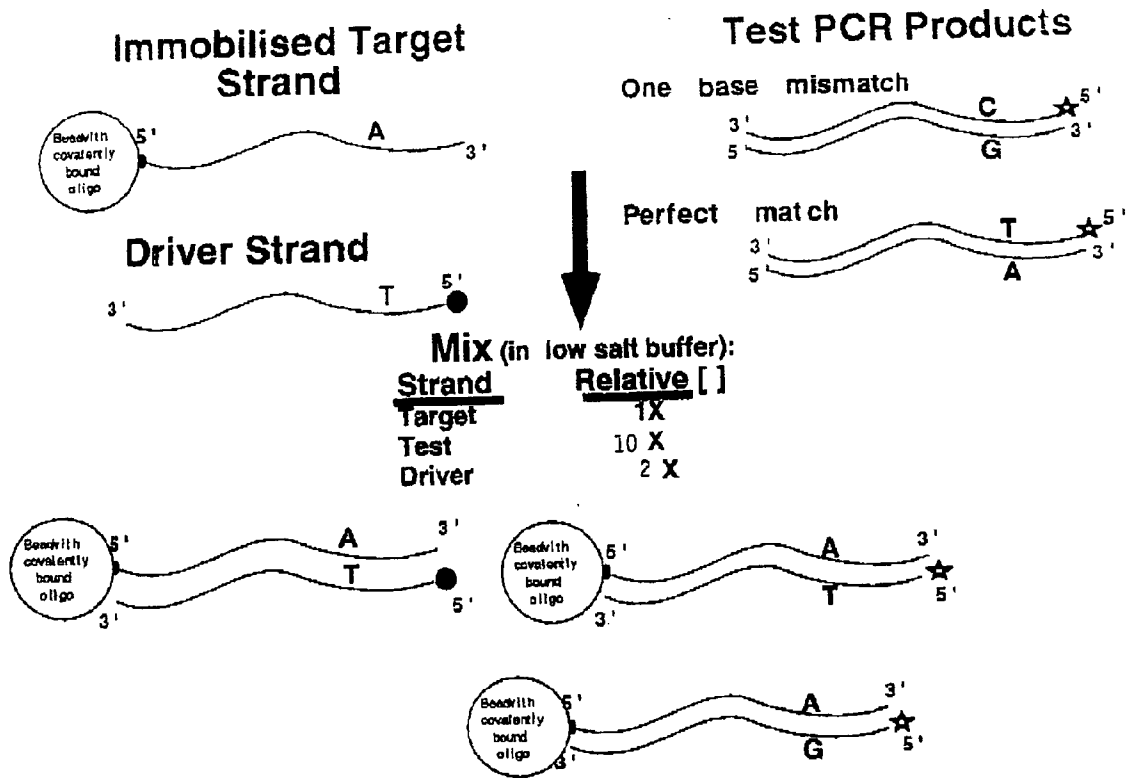 Immobilised Target
Strand
Beadwith
covalently
bound
oligo
5'
A
3'
Driver Strand
3'
T
5'
Test PCR Products
One base mismatch
C
5'
3'
5
G
3'
Perfect match
T
5'
3'
5
A
3'
Mix (in low salt buffer):
Strand Relative [ ]
Target 1X
Test 10 X
Driver 2 X
Beadwith
covalently
bound
oligo
5'
A
3'
3'
T
5'
Beadwith
covalently
bound
oligo
5'
A
3'
3'
T
5'
Beadwith
covalently
bound
oligo
5'
A
3'
3'
G
5'